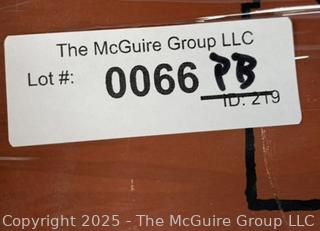 The McGuire Group LLC
Lot #: 0066 PB
ID: 219
Copyright 2025 - The McGuire Group LLC